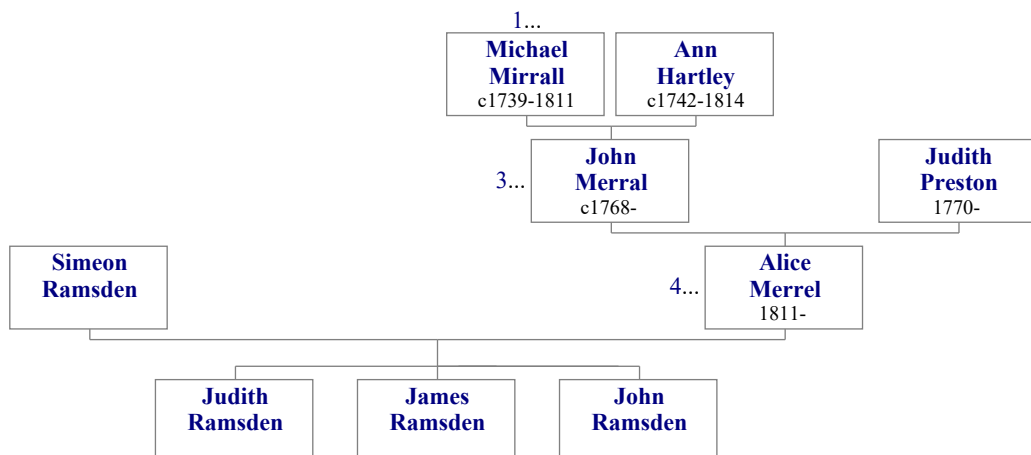 1...
Michael
Mirrall
c1739-1811
Ann
Hartley
c1742-1814
3...
John
Merral
c1768-
Judith
Preston
1770-
Simeon
Ramsden
4...
Alice
Merrel
1811-
Judith
Ramsden
James
Ramsden
John
Ramsden